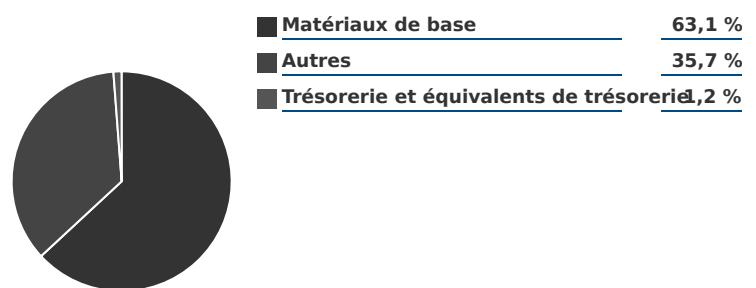 Matériaux de base 63,1 %
Autres 35,7 %
Trésorerie et équivalents de trésorerie 1,2 %